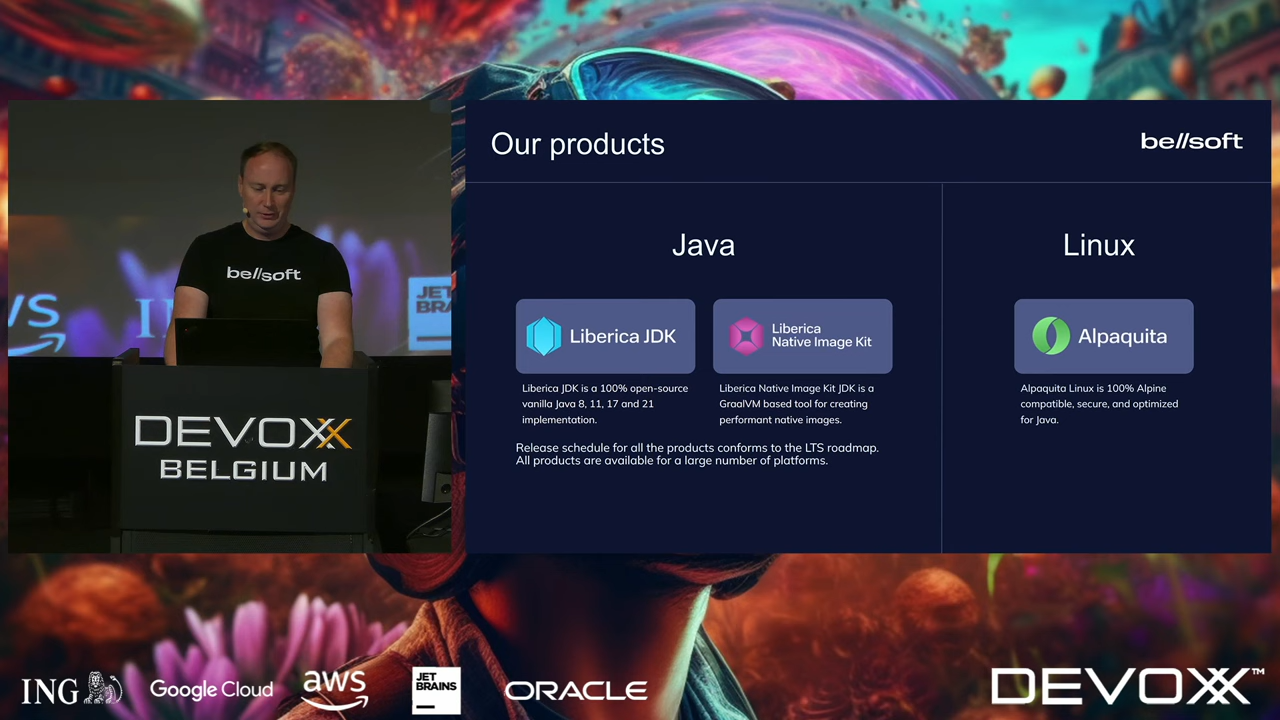 bellsoft
WS
I
JET
BRA
DEVOXX
BELGIUM
Our products
bellsoft
Java
Linux
Liberica JDK
Liberica
Native Image Kit
Alpaquita
Liberica JDK is a 100% open-source
vanilla Java 8, 11, 17 and 21
implementation.
Liberica Native Image Kit JDK is a
GraalVM based tool for creating
performant native images.
Alpaquita Linux is 100% Alpine
compatible, secure, and optimized
for Java.
Release schedule for all the products conforms to the LTS roadmap.
All products are available for a large number of platforms.
ING
Google Cloud
aws
JET
BRAINS
ORACLE
DEVOXX™